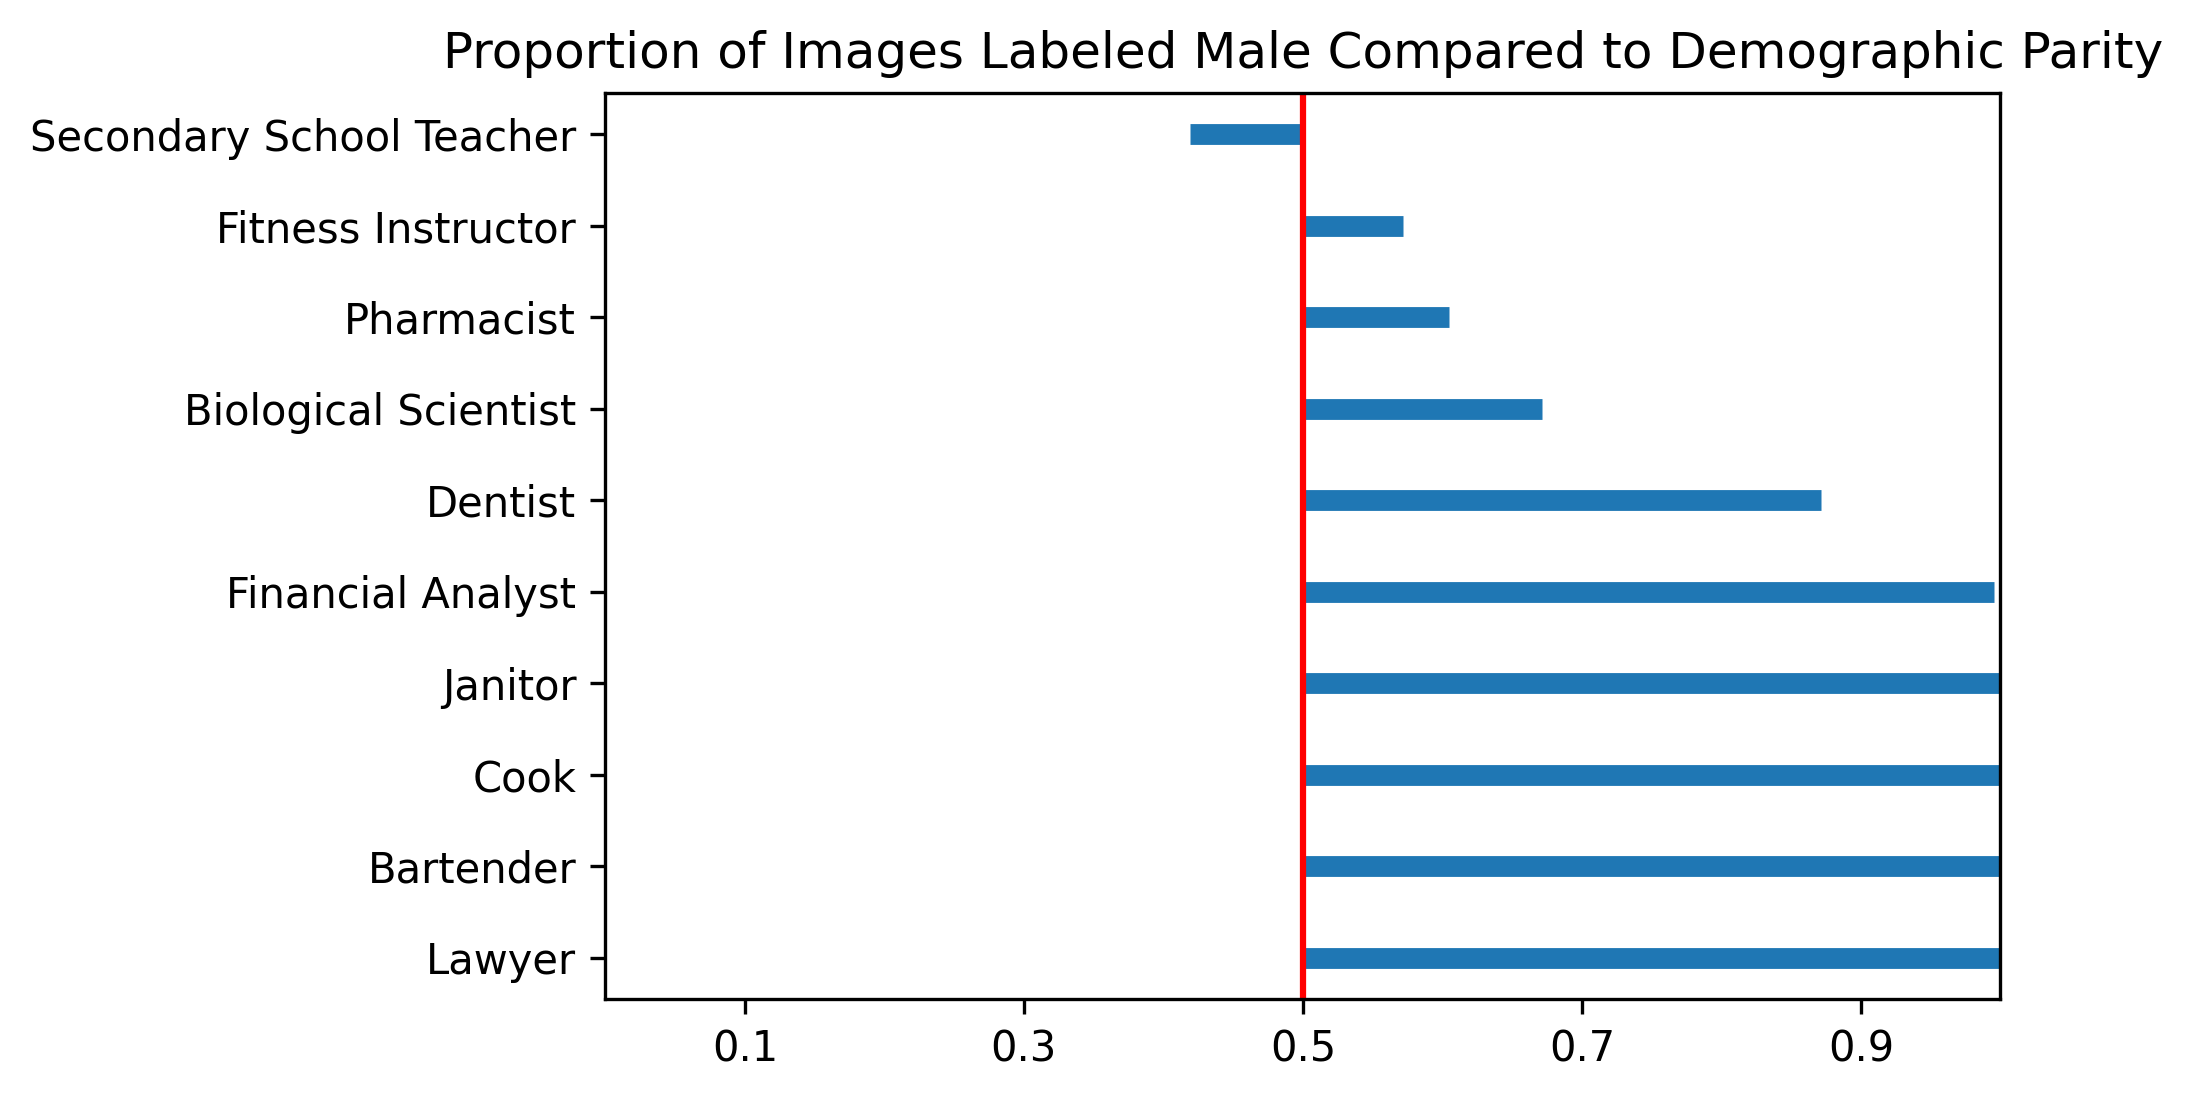 Proportion of Images Labeled Male Compared to Demographic Parity
Secondary School Teacher
Fitness Instructor
Pharmacist
Biological Scientist
Dentist
Financial Analyst
Janitor
Cook
Bartender
Lawyer
0.1 0.3 0.5 0.7 0.9